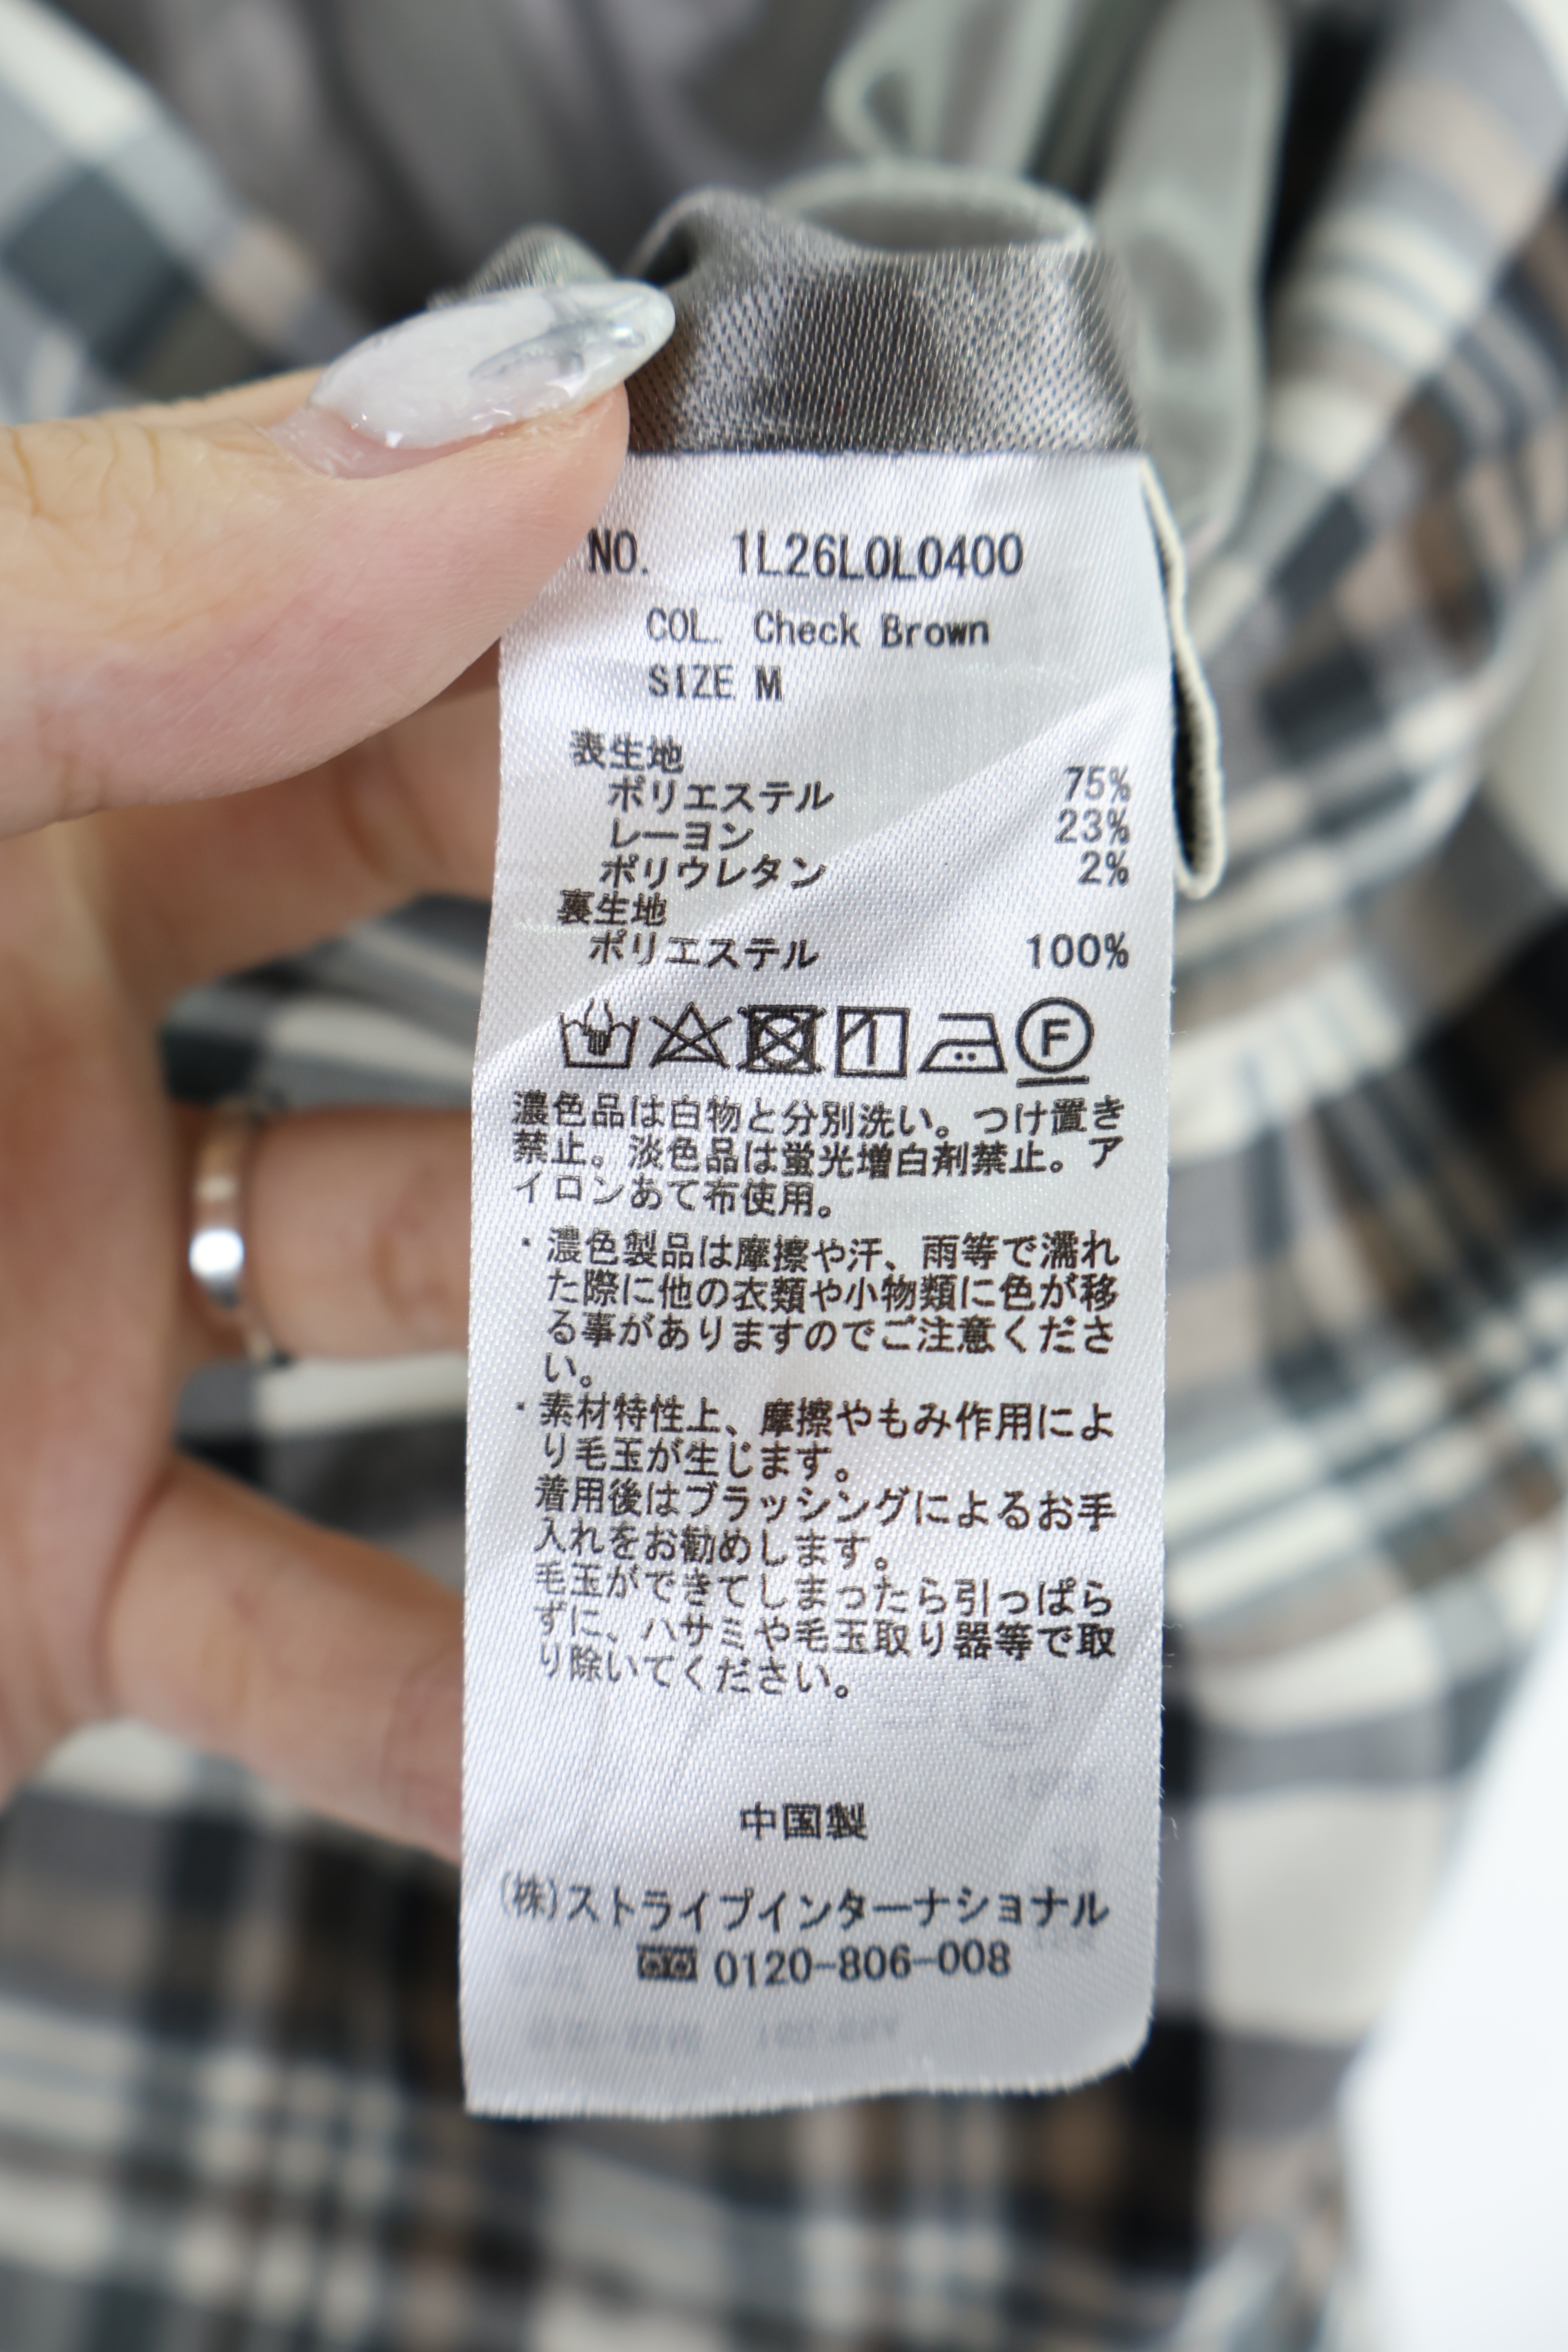 NO. 1L26L0L0400
COL. Check Brown
SIZE M
表生地
ポリエステル 75%
レーヨン 23%
ポリウレタン 2%
裏生地
ポリエステル 100%
F
濃色品は白物と分別洗い。つけ置き
禁止。淡色品は蛍光増白剤禁止。ア
イロンあて布使用。
・濃色製品は摩擦や汗、雨等で濡れ
た際に他の衣類や小物類に色が移
る事がありますのでご注意くださ
い。
・素材特性上、摩擦やもみ作用によ
り毛玉が生じます。
着用後はブラッシングによるお手
入れをお勧めします。
毛玉ができてしまったら引っぱら
ずに、ハサミや毛玉取り器等で取
り除いてください。
中国製
(株)ストライプインターナショナル
0120-806-008